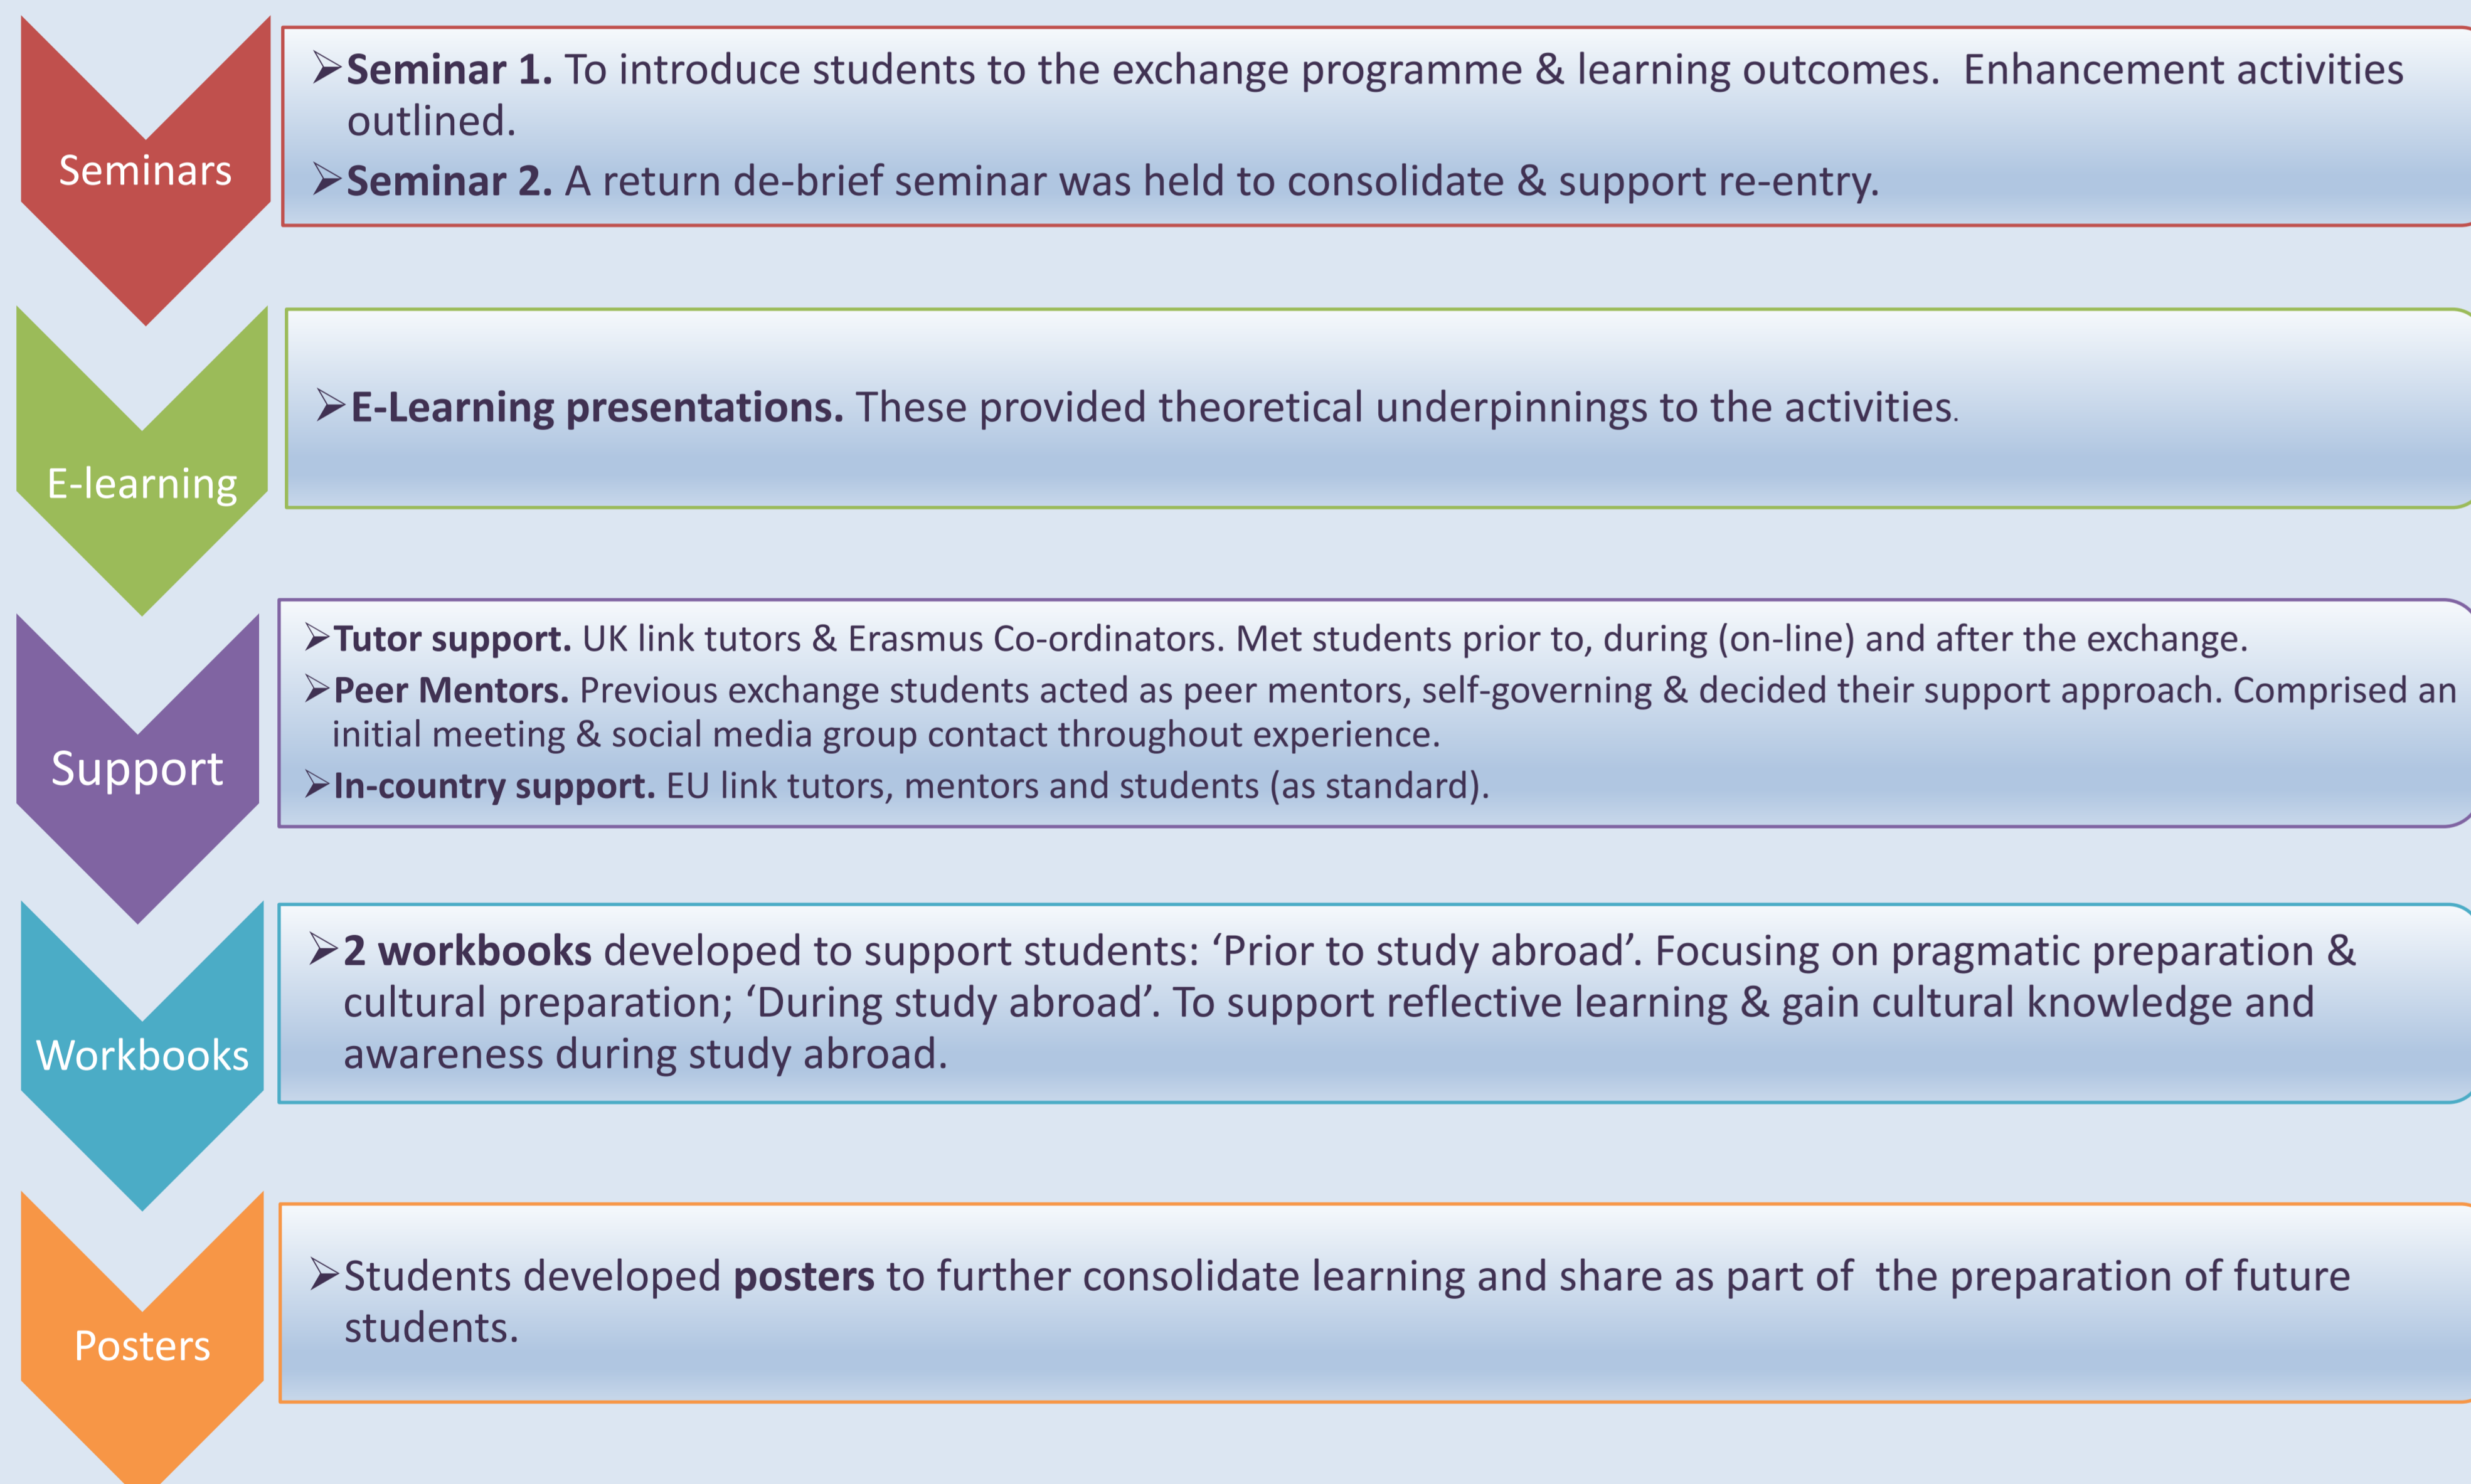 Seminars
➢Seminar 1. To introduce students to the exchange programme & learning outcomes.  Enhancement activities
outlined.
➢Seminar 2. A return de-brief seminar was held to consolidate & support re-entry.
E-learning
➢E-Learning presentations. These provided theoretical underpinnings to the activities.
Support
➢Tutor support. UK link tutors & Erasmus Co-ordinators. Met students prior to, during (on-line) and after the exchange.
➢Peer Mentors. Previous exchange students acted as peer mentors, self-governing & decided their support approach. Comprised an
initial meeting & social media group contact throughout experience.
➢In-country support. EU link tutors, mentors and students (as standard).
Workbooks
➢2 workbooks developed to support students: ‘Prior to study abroad’. Focusing on pragmatic preparation &
cultural preparation; ‘During study abroad’. To support reflective learning & gain cultural knowledge and
awareness during study abroad.
Posters
➢Students developed posters to further consolidate learning and share as part of  the preparation of future
students.